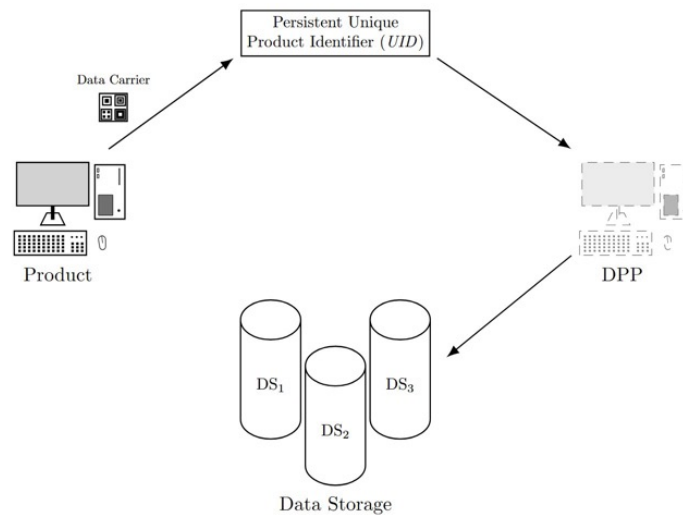 Persistent Unique
Product Identifier (UID)
Data Carrier
Product
DPP
DS₁
DS₂
DS₃
Data Storage